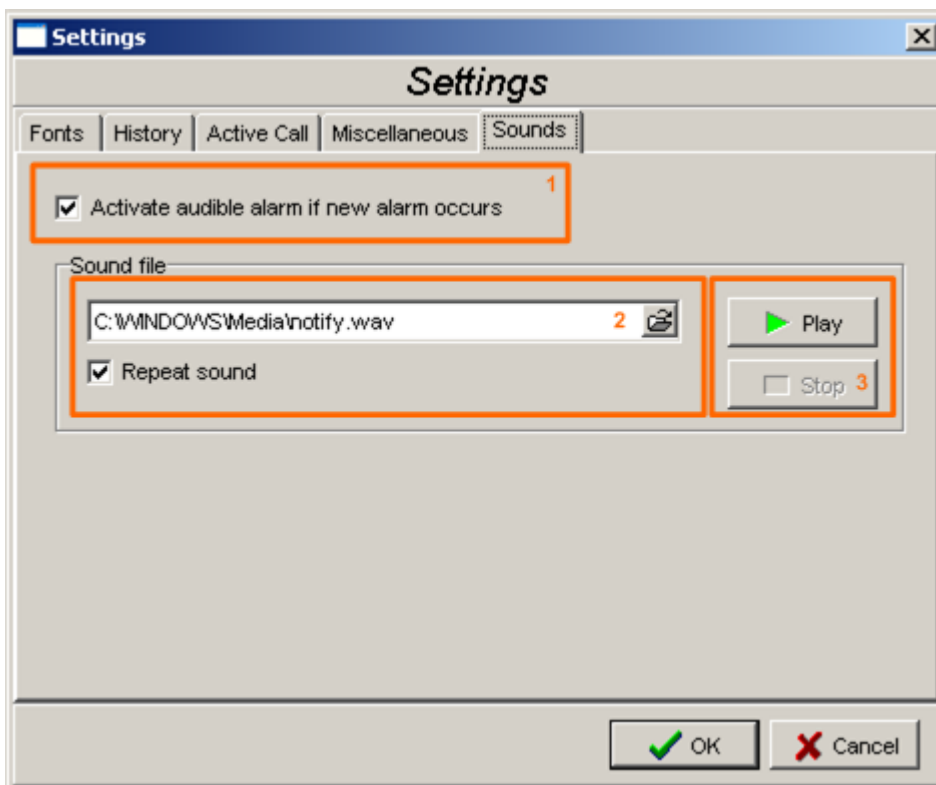 Settings
Settings
Fonts History Active Call Miscellaneous Sounds
1
Activate audible alarm if new alarm occurs
Sound file
C:\WINDOWS\Media\notify.wav 2
Play
Repeat sound
Stop 3
OK Cancel